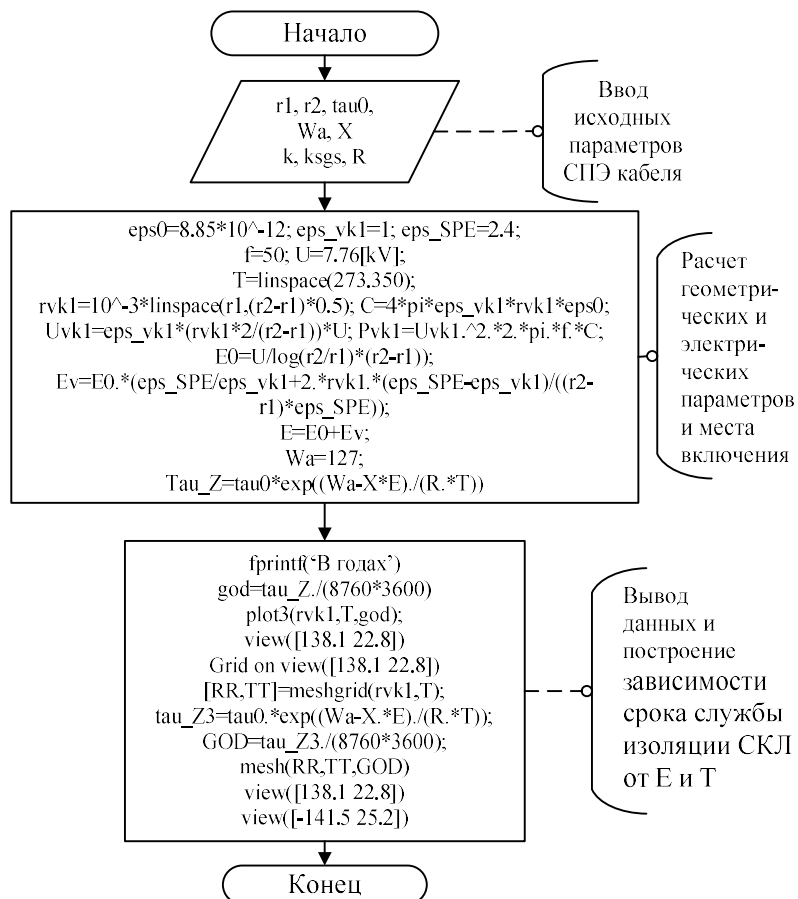 Начало
r1, r2, tau0,
Wa, X
k, ksgs, R
Ввод
исходных
параметров
СПЭ кабеля
eps0=8.85*10^-12; eps_vk1=1; eps_SPE=2.4;
f=50; U=7.76[kV];
T=linspace(273.350);
rvk1=10^-3*linspace(r1,(r2-r1)*0.5); C=4*pi*eps_vk1*rvk1*eps0;
Uvk1=eps_vk1*(rvk1*2/(r2-r1))*U; Pvk1=Uvk1.^2.*2.*pi.*f.*C;
E0=U/log(r2/r1)*(r2-r1));
Ev=E0.*(eps_SPE/eps_vk1+2.*rvk1.*(eps_SPE-eps_vk1)/((r2-
r1)*eps_SPE));
E=E0+Ev;
Wa=127;
Tau_Z=tau0*exp((Wa-X*E)./(R.*T))
Расчет
геометри-
ческих и
электри-
ческих
параметров
и места
включения
fprintf(‘В годах’)
god=tau_Z./(8760*3600)
plot3(rvk1,T,god);
view([138.1 22.8])
Grid on view([138.1 22.8])
[RR,TT]=meshgrid(rvk1,T);
tau_Z3=tau0.*exp((Wa-X.*E)./(R.*T));
GOD=tau_Z3./(8760*3600);
mesh(RR,TT,GOD)
view([138.1 22.8])
view([-141.5 25.2])
Вывод
данных и
построение
зависимости
срока службы
изоляции СКЛ
от E и T
Конец